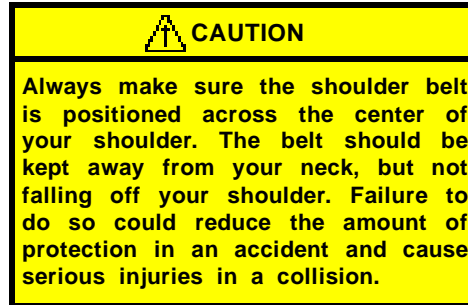 CAUTION
Always make sure the shoulder belt
is positioned across the center of
your shoulder. The belt should be
kept away from your neck, but not
falling off your shoulder. Failure to
do so could reduce the amount of
protection in an accident and cause
serious injuries in a collision.